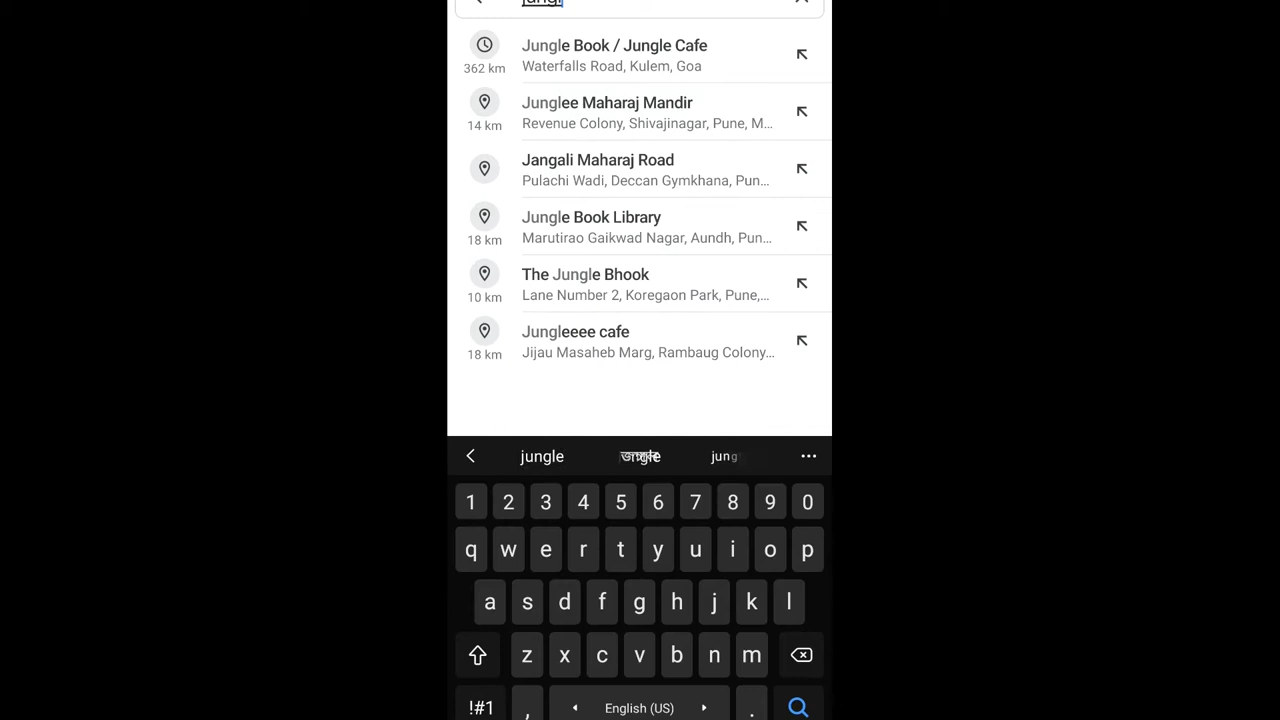 jungl
Jungle Book / Jungle Cafe
362 km
Waterfalls Road, Kulem, Goa
Junglee Maharaj Mandir
14 km
Revenue Colony, Shivajinagar, Pune, M...
Jangali Maharaj Road
Pulachi Wadi, Deccan Gymkhana, Pun...
Jungle Book Library
18 km
Marutirao Gaikwad Nagar, Aundh, Pun...
The Jungle Bhook
10 km
Lane Number 2, Koregaon Park, Pune,...
Jungleeee cafe
18 km
Jijau Masaheb Marg, Rambaug Colony...
jungle jung
1 2 3 4 5 6 7 8 9 0
q w e r t y u i o p
a s d f g h j k l
z x c v b n m
!#1 , English (US) .